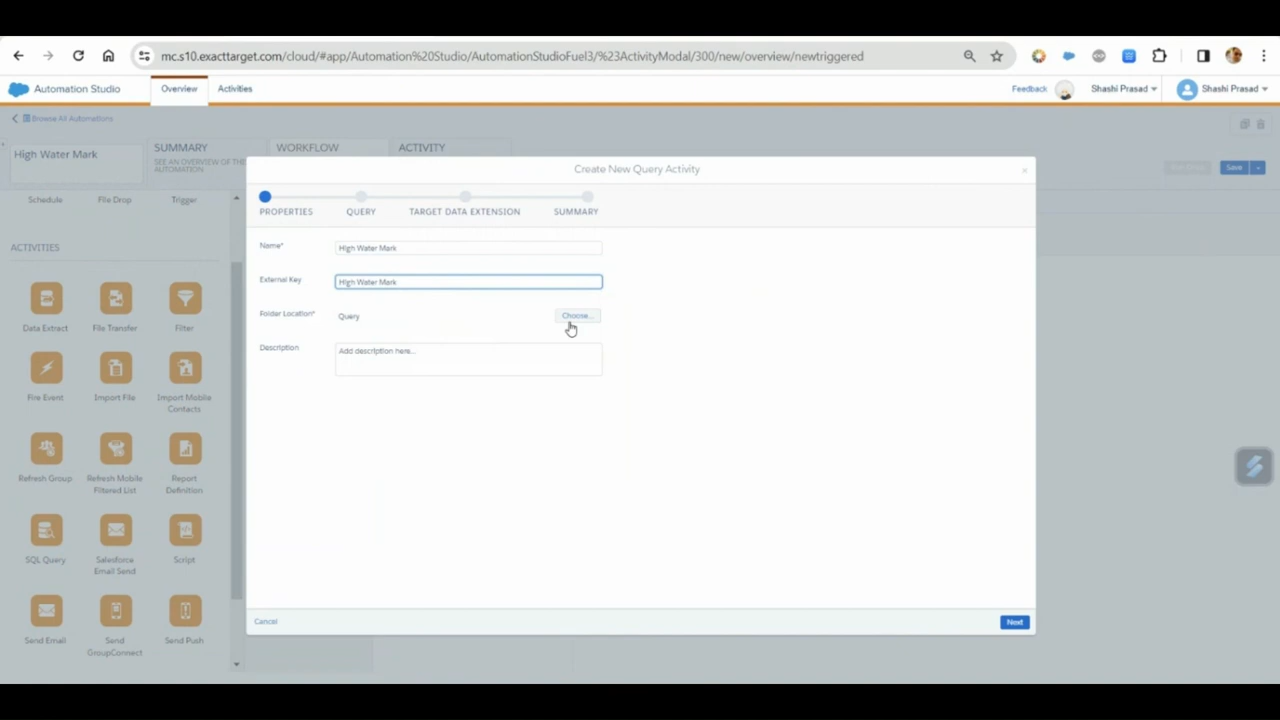 mc.s10.exacttarget.com/cloud/#app/Automation%20Studio/AutomationStudioFuel3/%23ActivityModal/300/new/overview/newtriggered
Automation Studio
Overview
Activities
Feedback
Shashi Prasad
Shashi Prasad
Browse All Automations
High Water Mark
SUMMARY
SEE AN OVERVIEW OF THE
AUTOMATION
WORKFLOW
ACTIVITY
Save
Create New Query Activity
PROPERTIES
QUERY
TARGET DATA EXTENSION
SUMMARY
Schedule
File Drop
Trigger
ACTIVITIES
Name*
High Water Mark
External Key
High Water Mark
Folder Location*
Query
Choose...
Description
Add description here...
Data Extract
File Transfer
Filter
Fire Event
Import File
Import Mobile
Contacts
Refresh Group
Refresh Mobile
Filtered List
Report
Definition
SQL Query
Salesforce
Email Send
Script
Send Email
Send
GroupConnect
Send Push
Cancel
Next